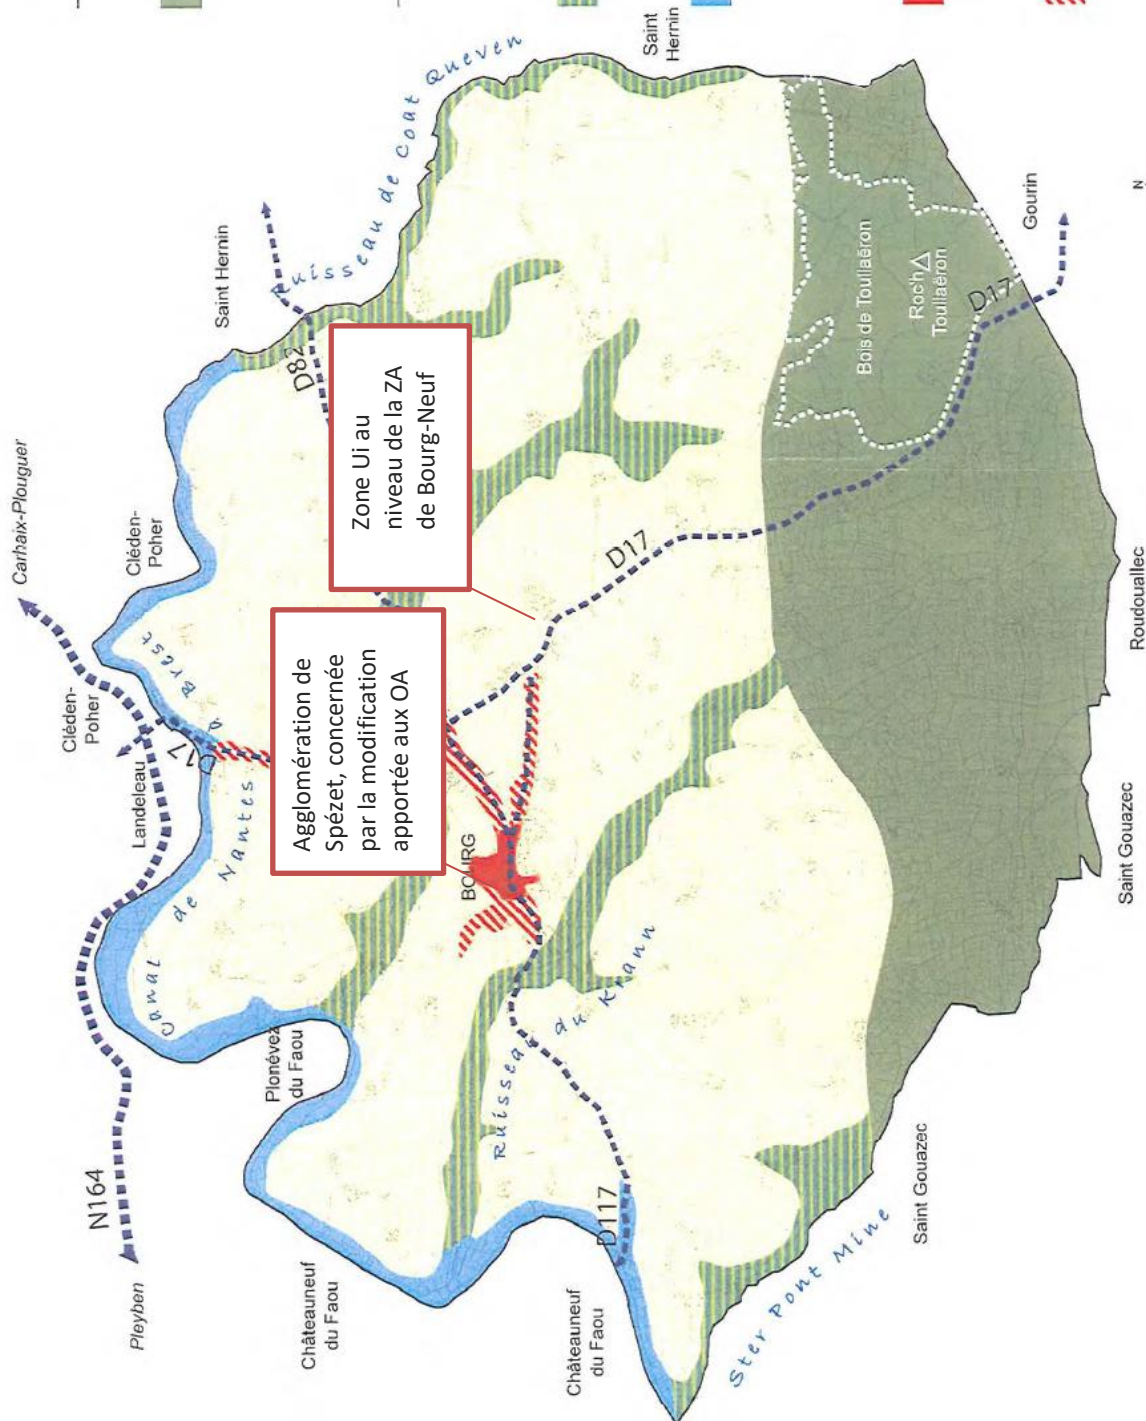 Carhaix-Plouguer
Cléden-
Poher
Cléden-
Poher
Landeleau
Saint Hernin
Saint
Hernin
Ruisseau de Coat Queven
N164
Pleyben
D17
Canal de Nantes à Brest
D82
Plonévez
du Faou
Châteauneuf
du Faou
Agglomération de
Spézet, concernée
par la modification
apportée aux OA
Zone Ui au
niveau de la ZA
de Bourg-Neuf
BOURG
D17
Ruisseau du Krann
D117
Châteauneuf
du Faou
Bois de Toullaëron
Roc'h
Toullaëron
D17
Gourin
Ster Pont Mine
Saint Gouazec
Saint Gouazec
Roudouallec
N